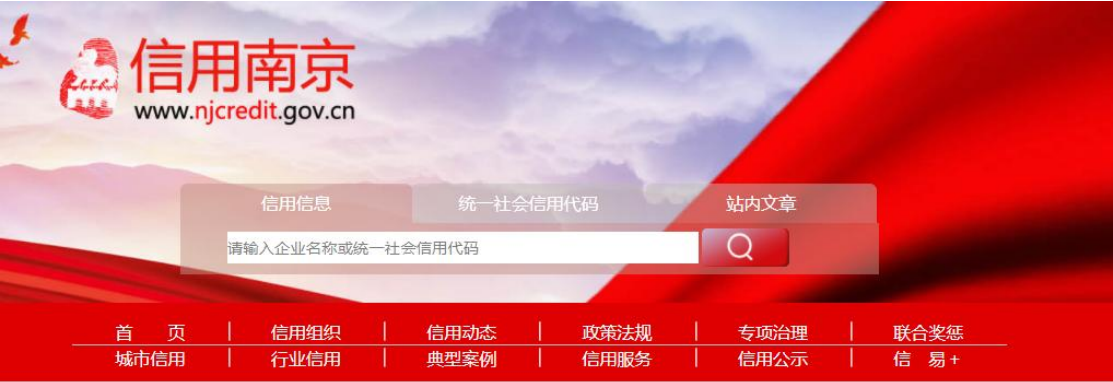 信用南京
www.njcredit.gov.cn
信用信息 统一社会信用代码 站内文章
请输入企业名称或统一社会信用代码
首 页 | 信用组织 | 信用动态 | 政策法规 | 专项治理 | 联合奖惩
城市信用 | 行业信用 | 典型案例 | 信用服务 | 信用公示 | 信 易+